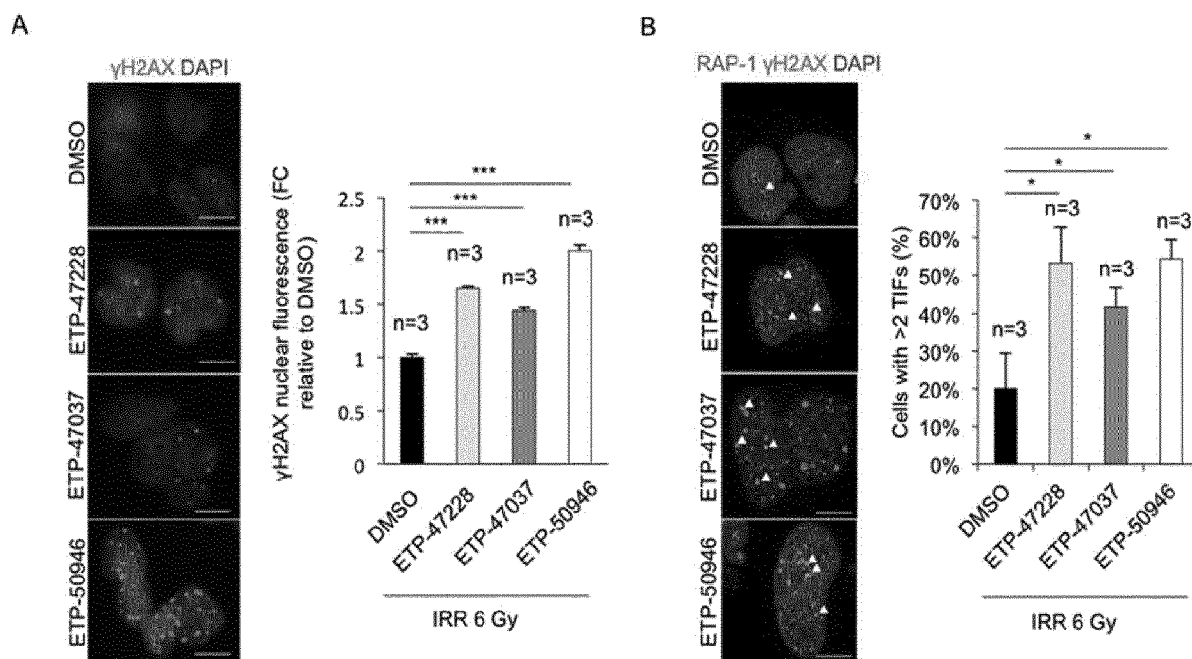 A
γH2AX DAPI
DMSO
ETP-47228
ETP-47037
ETP-50946
γH2AX nuclear fluorescence (FC
relative to DMSO)
2.5
2
1.5
1
0.5
0
***
***
***
n=3
n=3
n=3
n=3
DMSO
ETP-47228
ETP-47037
ETP-50946
IRR 6 Gy
B
RAP-1 γH2AX DAPI
DMSO
ETP-47228
ETP-47037
ETP-50946
Cells with >2 TIFs (%)
70%
60%
50%
40%
30%
20%
10%
0%
*
*
*
n=3
n=3
n=3
n=3
DMSO
ETP-47228
ETP-47037
ETP-50946
IRR 6 Gy